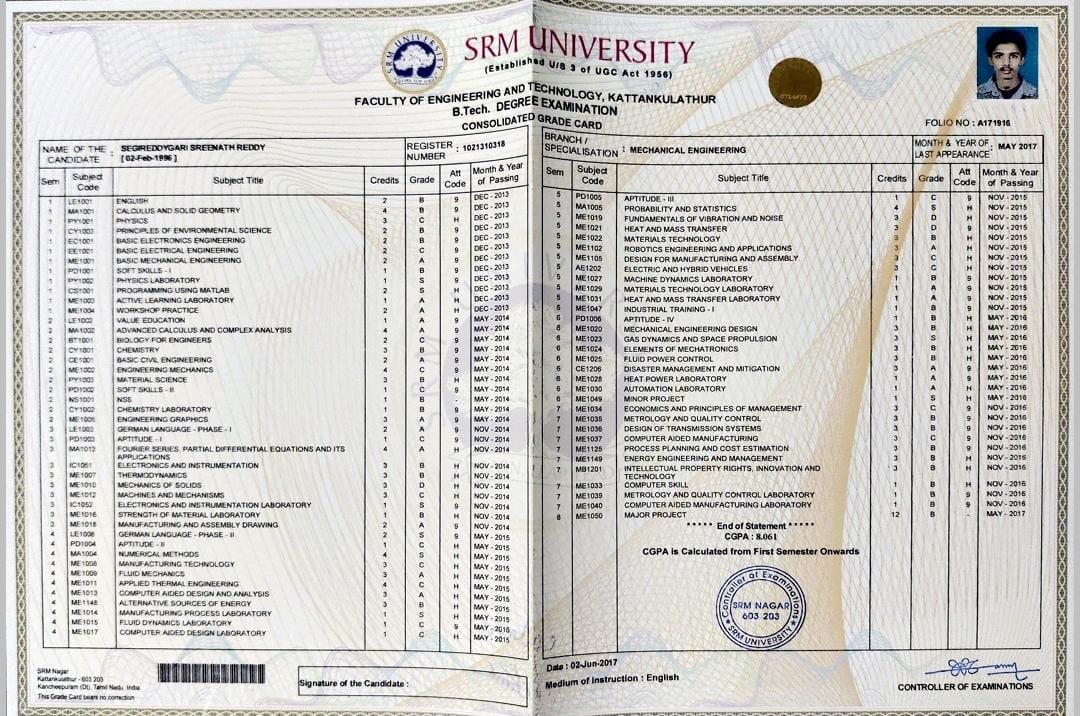 SRM UNIVERSITY
(Established U/S 3 of UGC Act 1956)
FACULTY OF ENGINEERING AND TECHNOLOGY, KATTANKULATHUR
B.Tech. DEGREE EXAMINATION
CONSOLIDATED GRADE CARD
FOLIO NO : A171916
NAME OF THE CANDIDATE : SEGIREDDYGARI SREENATH REDDY [ 02-Feb-1996 ]
REGISTER NUMBER : 1021310318
BRANCH / SPECIALISATION : MECHANICAL ENGINEERING
MONTH & YEAR OF LAST APPEARANCE : MAY 2017
Sem Subject Code Subject Title Credits Grade Att Code Month & Year of Passing
1 LE1001 ENGLISH 2 B 9 DEC - 2013
1 MA1001 CALCULUS AND SOLID GEOMETRY 4 B 9 DEC - 2013
1 PY1001 PHYSICS 3 C H DEC - 2013
1 CY1003 PRINCIPLES OF ENVIRONMENTAL SCIENCE 2 B 9 DEC - 2013
1 EC1001 BASIC ELECTRONICS ENGINEERING 2 B 9 DEC - 2013
1 EE1001 BASIC ELECTRICAL ENGINEERING 2 C 9 DEC - 2013
1 ME1001 BASIC MECHANICAL ENGINEERING 2 A 9 DEC - 2013
1 PD1001 SOFT SKILLS - I 1 B 9 DEC - 2013
1 PY1002 PHYSICS LABORATORY 1 S 9 DEC - 2013
1 CS1001 PROGRAMMING USING MATLAB 2 S H DEC - 2013
1 ME1003 ACTIVE LEARNING LABORATORY 1 A H DEC - 2013
1 ME1004 WORKSHOP PRACTICE 2 A H DEC - 2013
2 LE1002 VALUE EDUCATION 1 A 9 MAY - 2014
2 MA1002 ADVANCED CALCULUS AND COMPLEX ANALYSIS 4 A 9 MAY - 2014
2 BT1001 BIOLOGY FOR ENGINEERS 2 C 9 MAY - 2014
2 CY1001 CHEMISTRY 3 B 9 MAY - 2014
2 CE1001 BASIC CIVIL ENGINEERING 2 A 9 MAY - 2014
2 ME1002 ENGINEERING MECHANICS 4 C 9 MAY - 2014
2 PY1003 MATERIAL SCIENCE 3 B H MAY - 2014
2 PD1002 SOFT SKILLS - II 1 C 9 MAY - 2014
2 NS1001 NSS 1 B - MAY - 2014
2 CY1002 CHEMISTRY LABORATORY 1 B 9 MAY - 2014
2 ME1005 ENGINEERING GRAPHICS 3 A 9 MAY - 2014
3 LE1003 GERMAN LANGUAGE - PHASE - I 2 A 9 NOV - 2014
3 PD1003 APTITUDE - I 1 C 9 NOV - 2014
3 MA1013 FOURIER SERIES, PARTIAL DIFFERENTIAL EQUATIONS AND ITS 4 A H NOV - 2014
APPLICATIONS
3 IC1051 ELECTRONICS AND INSTRUMENTATION 3 B H NOV - 2014
3 ME1007 THERMODYNAMICS 3 B H NOV - 2014
3 ME1010 MECHANICS OF SOLIDS 3 D H NOV - 2014
3 ME1012 MACHINES AND MECHANISMS 3 C H NOV - 2014
3 IC1052 ELECTRONICS AND INSTRUMENTATION LABORATORY 1 S 9 NOV - 2014
3 ME1016 STRENGTH OF MATERIAL LABORATORY 1 B H NOV - 2014
3 ME1018 MANUFACTURING AND ASSEMBLY DRAWING 2 A 9 NOV - 2014
4 LE1008 GERMAN LANGUAGE - PHASE - II 2 S 9 MAY - 2015
4 PD1004 APTITUDE - II 1 C H MAY - 2015
4 MA1004 NUMERICAL METHODS 4 S H MAY - 2015
4 ME1008 MANUFACTURING TECHNOLOGY 3 C H MAY - 2015
4 ME1009 FLUID MECHANICS 3 A H MAY - 2015
4 ME1011 APPLIED THERMAL ENGINEERING 4 C H MAY - 2015
4 ME1013 COMPUTER AIDED DESIGN AND ANALYSIS 3 A H MAY - 2015
4 ME1148 ALTERNATIVE SOURCES OF ENERGY 3 B H MAY - 2015
4 ME1014 MANUFACTURING PROCESS LABORATORY 1 S H MAY - 2015
4 ME1015 FLUID DYNAMICS LABORATORY 1 C 9 MAY - 2015
4 ME1017 COMPUTER AIDED DESIGN LABORATORY 1 C H MAY - 2015
SRM Nagar
Kattankulathur - 603 203
Kancheepuram (Dt), Tamil Nadu, India
This Grade Card bears no correction
Signature of the Candidate :
Sem Subject Code Subject Title Credits Grade Att Code Month & Year of Passing
5 PD1005 APTITUDE - III 1 C 9 NOV - 2015
5 MA1005 PROBABILITY AND STATISTICS 4 S H NOV - 2015
5 ME1019 FUNDAMENTALS OF VIBRATION AND NOISE 3 D H NOV - 2015
5 ME1021 HEAT AND MASS TRANSFER 3 D 9 NOV - 2015
5 ME1022 MATERIALS TECHNOLOGY 3 B H NOV - 2015
5 ME1102 ROBOTICS ENGINEERING AND APPLICATIONS 3 A H NOV - 2015
5 ME1105 DESIGN FOR MANUFACTURING AND ASSEMBLY 3 C H NOV - 2015
5 AE1202 ELECTRIC AND HYBRID VEHICLES 3 C H NOV - 2015
5 ME1027 MACHINE DYNAMICS LABORATORY 1 B 9 NOV - 2015
5 ME1029 MATERIALS TECHNOLOGY LABORATORY 1 A H NOV - 2015
5 ME1031 HEAT AND MASS TRANSFER LABORATORY 1 A 9 NOV - 2015
5 ME1047 INDUSTRIAL TRAINING - I 1 A 9 NOV - 2015
6 PD1006 APTITUDE - IV 1 B H MAY - 2016
6 ME1020 MECHANICAL ENGINEERING DESIGN 3 B H MAY - 2016
6 ME1023 GAS DYNAMICS AND SPACE PROPULSION 3 S H MAY - 2016
6 ME1024 ELEMENTS OF MECHATRONICS 3 B H MAY - 2016
6 ME1025 FLUID POWER CONTROL 3 B H MAY - 2016
6 CE1206 DISASTER MANAGEMENT AND MITIGATION 3 A 9 MAY - 2016
6 ME1028 HEAT POWER LABORATORY 1 A 9 MAY - 2016
6 ME1030 AUTOMATION LABORATORY 1 A H MAY - 2016
6 ME1049 MINOR PROJECT 1 S H MAY - 2016
7 ME1034 ECONOMICS AND PRINCIPLES OF MANAGEMENT 3 C 9 NOV - 2016
7 ME1035 METROLOGY AND QUALITY CONTROL 3 B 9 NOV - 2016
7 ME1036 DESIGN OF TRANSMISSION SYSTEMS 3 B H NOV - 2016
7 ME1037 COMPUTER AIDED MANUFACTURING 3 C 9 NOV - 2016
7 ME1125 PROCESS PLANNING AND COST ESTIMATION 3 B H NOV - 2016
7 ME1149 ENERGY ENGINEERING AND MANAGEMENT 3 B H NOV - 2016
7 MB1201 INTELLECTUAL PROPERTY RIGHTS, INNOVATION AND 3 B H NOV - 2016
TECHNOLOGY
7 ME1033 COMPUTER SKILL 1 B H NOV - 2016
7 ME1039 METROLOGY AND QUALITY CONTROL LABORATORY 1 B 9 NOV - 2016
7 ME1040 COMPUTER AIDED MANUFACTURING LABORATORY 1 B 9 NOV - 2016
8 ME1050 MAJOR PROJECT 12 B - MAY - 2017
***** End of Statement *****
CGPA : 8.061
CGPA is Calculated from First Semester Onwards
Controller of Examinations
SRM NAGAR
603 203
SRM UNIVERSITY
Date : 02-Jun-2017
Medium of Instruction : English
CONTROLLER OF EXAMINATIONS